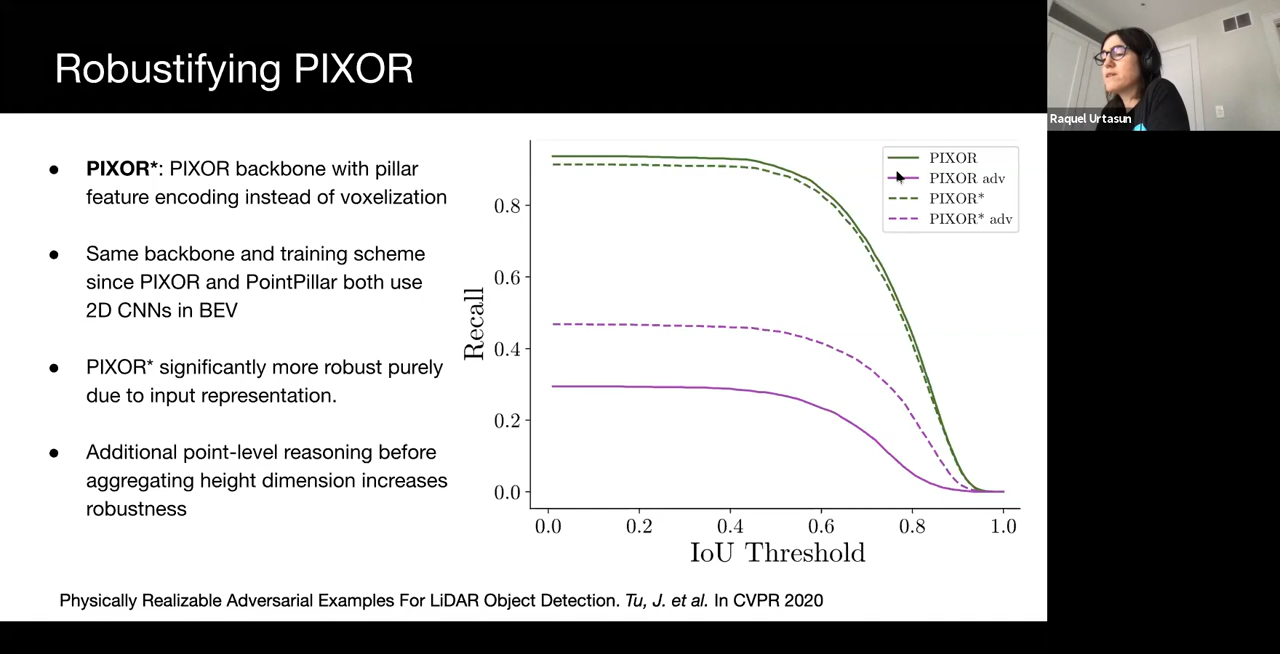 Robustifying PIXOR
Raquel Urtasun
● PIXOR*: PIXOR backbone with pillar
feature encoding instead of voxelization
● Same backbone and training scheme
since PIXOR and PointPillar both use
2D CNNs in BEV
● PIXOR* significantly more robust purely
due to input representation.
● Additional point-level reasoning before
aggregating height dimension increases
robustness
PIXOR
PIXOR adv
PIXOR*
PIXOR* adv
Recall
0.8
0.6
0.4
0.2
0.0
0.0 0.2 0.4 0.6 0.8 1.0
IoU Threshold
Physically Realizable Adversarial Examples For LiDAR Object Detection. Tu, J. et al. In CVPR 2020